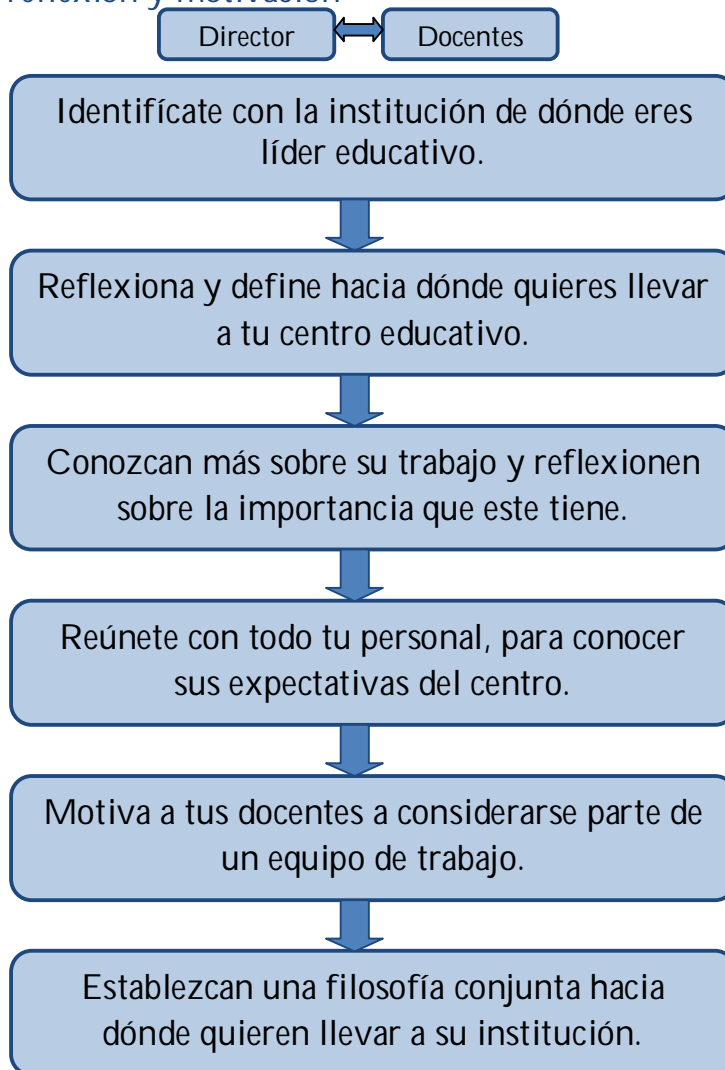 reflexión y motivación
Director
Docentes
Identifícate con la institución de dónde eres
líder educativo.
Reflexiona y define hacia dónde quieres llevar
a tu centro educativo.
Conozcan más sobre su trabajo y reflexionen
sobre la importancia que este tiene.
Reúnete con todo tu personal, para conocer
sus expectativas del centro.
Motiva a tus docentes a considerarse parte de
un equipo de trabajo.
Establezcan una filosofía conjunta hacia
dónde quieren llevar a su institución.